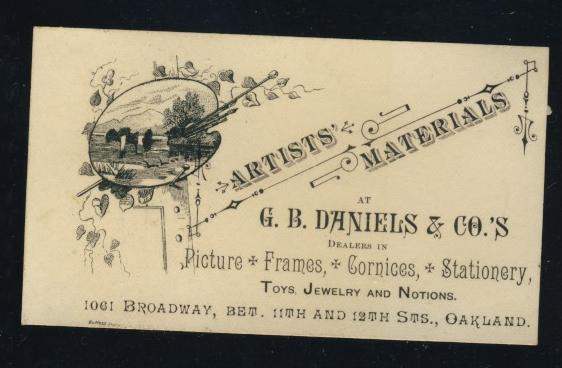 ARTISTS' MATERIALS
AT
G. B. DANIELS & CO.'S
DEALERS IN
Picture + Frames, + Cornices, + Stationery,
TOYS, JEWELRY AND NOTIONS.
1061 BROADWAY, BET. 11TH AND 12TH STS., OAKLAND.